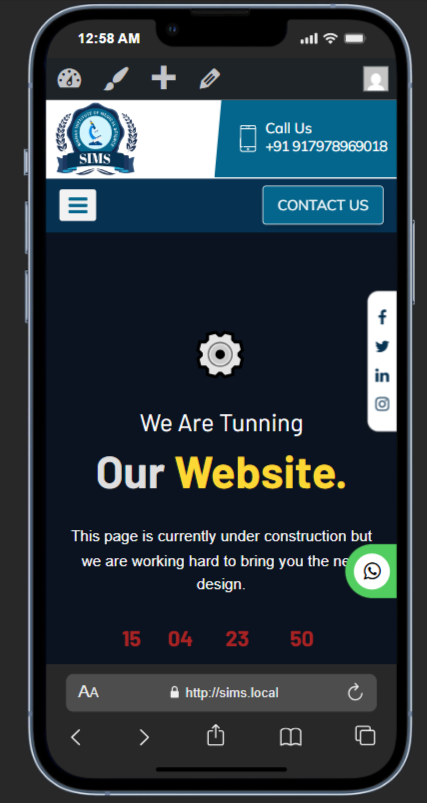 12:58 AM
SIMS
Call Us
+91 917978969018
CONTACT US
We Are Tunning
Our Website.
This page is currently under construction but
we are working hard to bring you the ne
design.
15 04 23 50
AA
http://sims.local